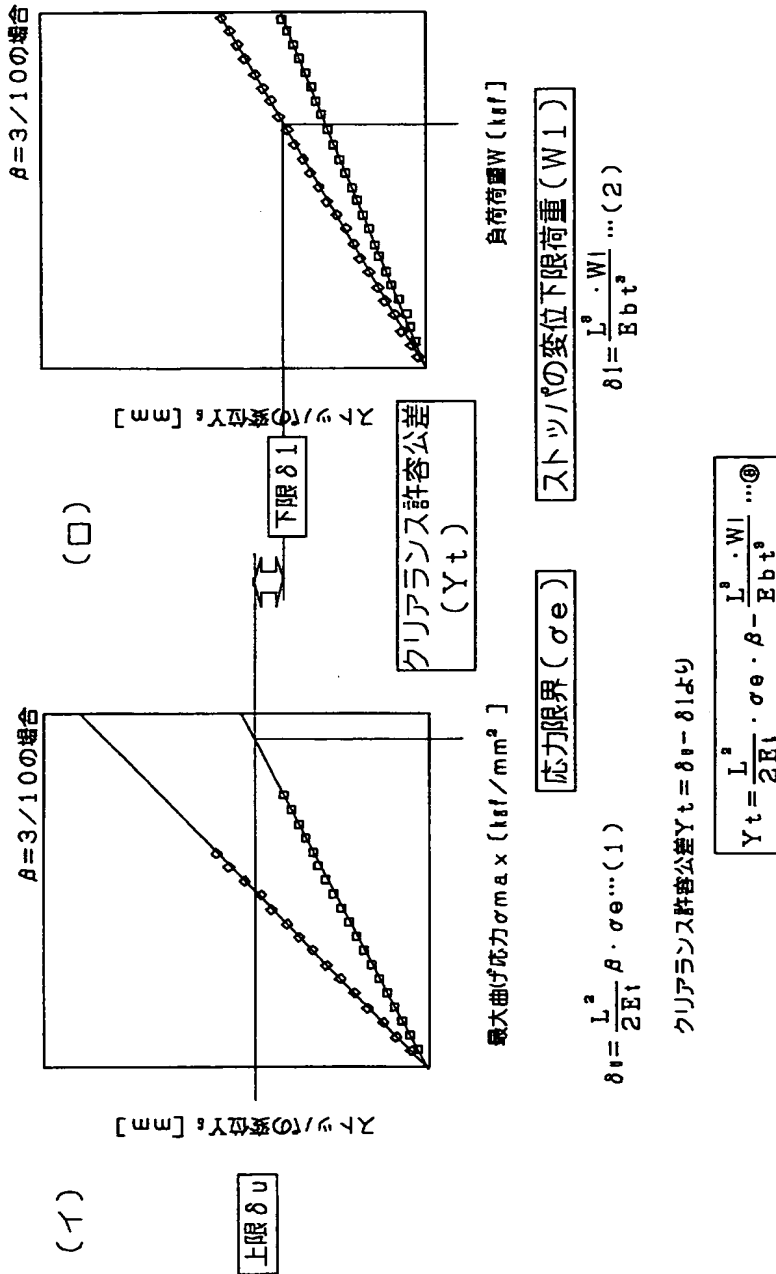 (イ)
β=3/10の場合
ストッパの変位Ys [mm]
上限δu
最大曲げ応力σmax [kgf/mm²]
(ロ)
β=3/10の場合
ストッパの変位Ys [mm]
下限δl
負荷荷重W [kgf]
クリアランス許容公差
(Yt)
応力限界(σe)
ストッパの変位下限荷重(Wl)
δu=L²/2Et β・σe…(1)
δl=L³・Wl/Ebt³ …(2)
クリアランス許容公差Yt=δu-δlより
Yt=L²/2Et・σe・β-L³・Wl/Ebt³ …Ⓐ